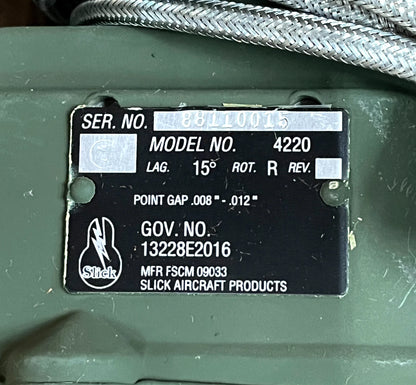 SER. NO. 88110015
MODEL NO. 4220
LAG. 15° ROT. R REV.
POINT GAP .008" - .012"
GOV. NO.
13228E2016
Slick
MFR FSCM 09033
SLICK AIRCRAFT PRODUCTS